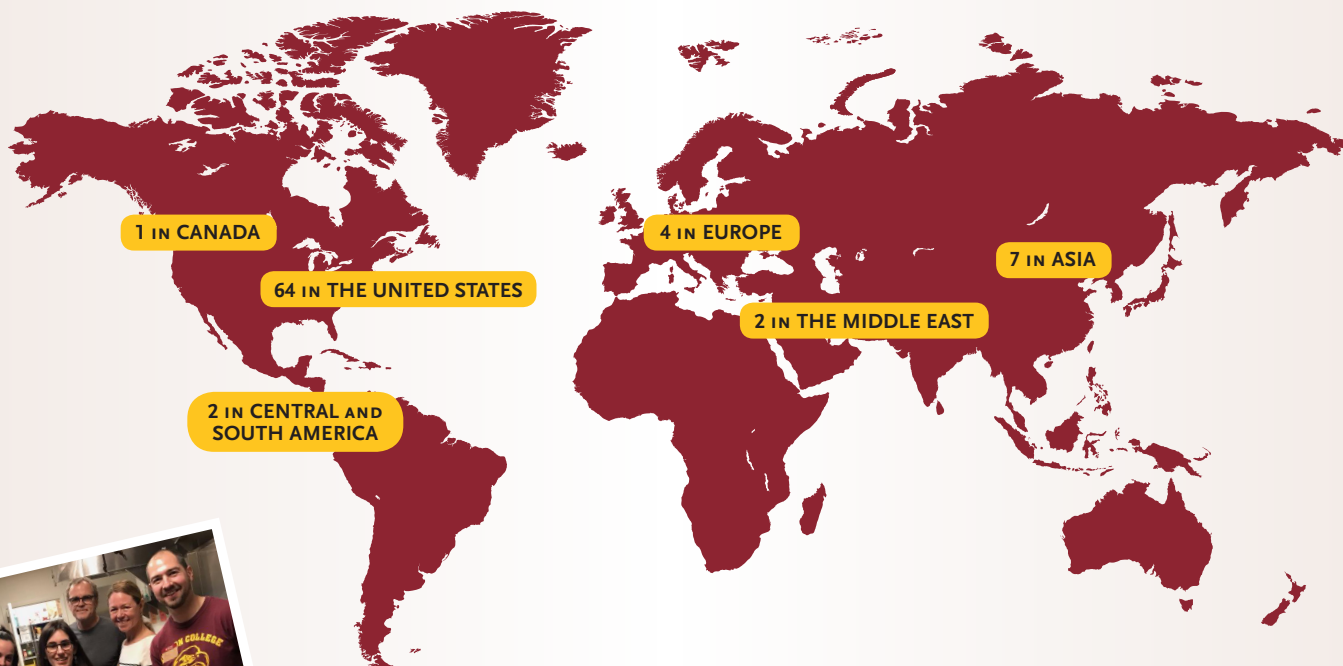 1 IN CANADA
4 IN EUROPE
7 IN ASIA
64 IN THE UNITED STATES
2 IN THE MIDDLE EAST
2 IN CENTRAL AND
SOUTH AMERICA
COLLEGE